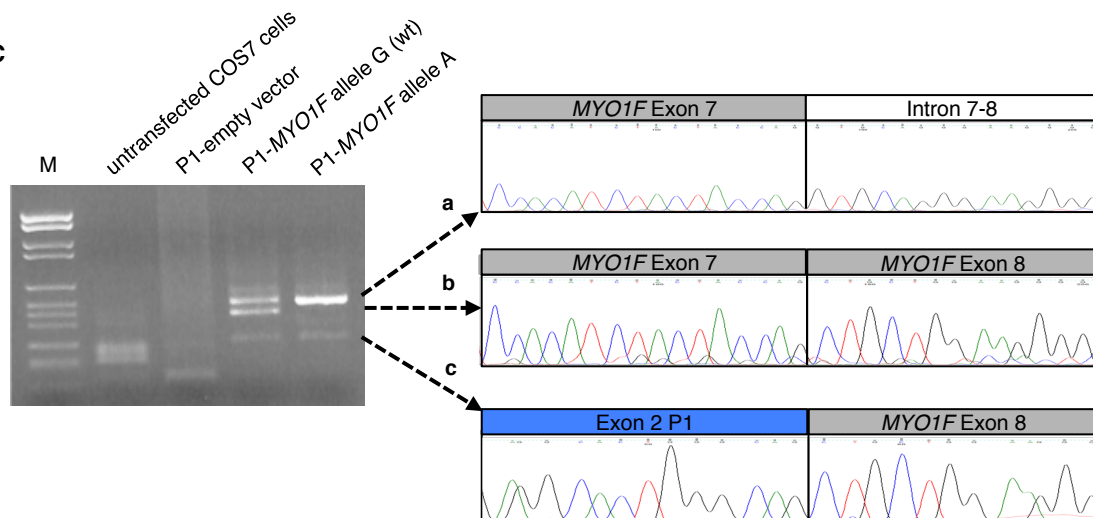 c
untransfected COS7 cells
P1-empty vector
P1-MYO1F allele G (wt)
P1-MYO1F allele A
M
MYO1F Exon 7
Intron 7-8
a
MYO1F Exon 7
MYO1F Exon 8
b
c
Exon 2 P1
MYO1F Exon 8